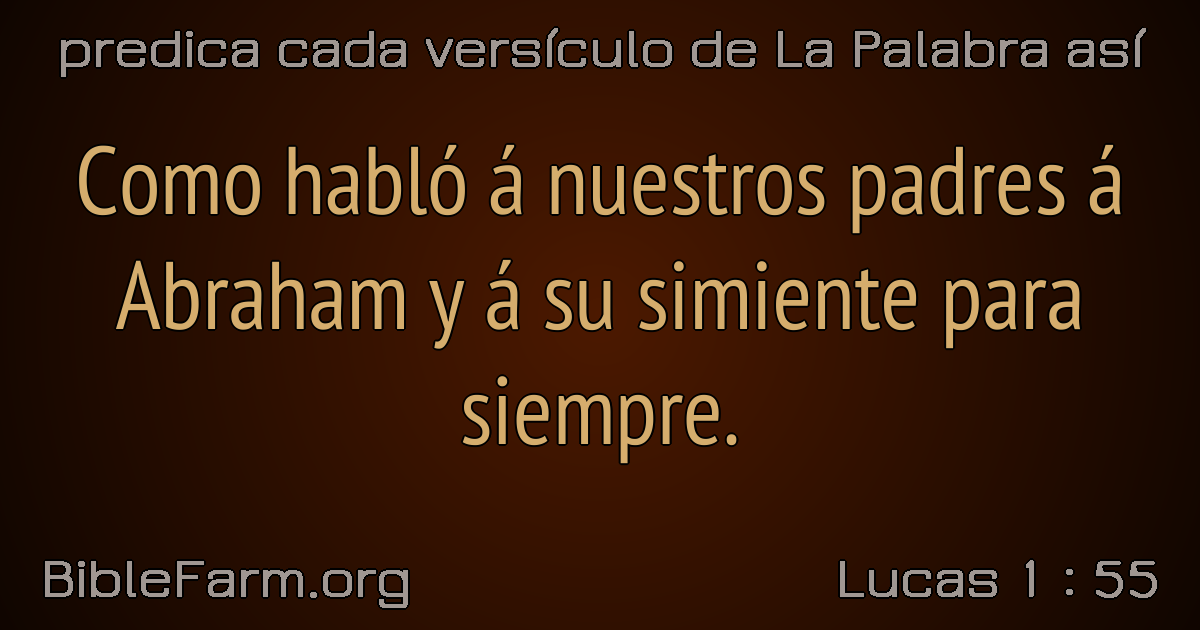 predica cada versículo de La Palabra así
Como habló á nuestros padres á
Abraham y á su simiente para
siempre.
BibleFarm.org
Lucas 1 : 55